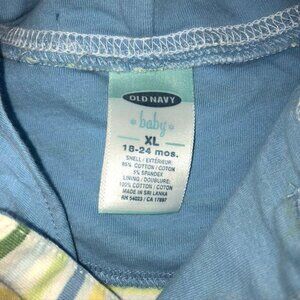 OLD NAVY
baby
XL
18-24 mos.
SHELL / EXTÉRIEUR:
95% COTTON / COTON
5% SPANDEX
LINING / DOUBLURE:
100% COTTON / COTON
MADE IN SRI LANKA
RN 54023 / CA 17897